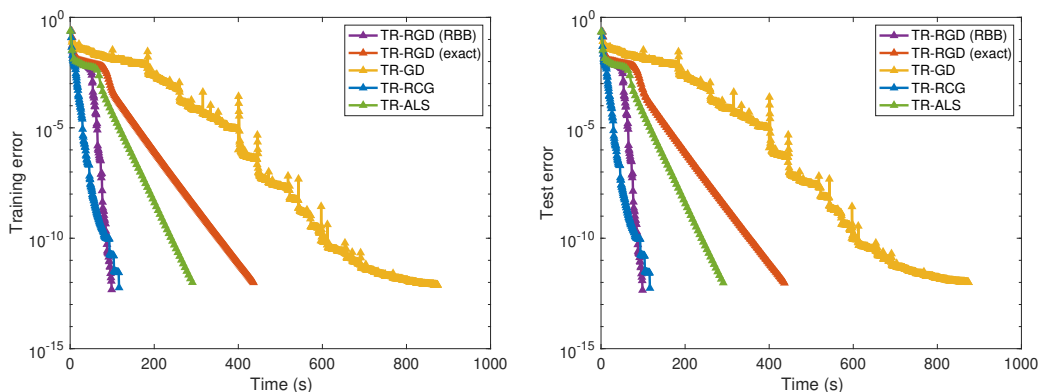 10^0
10^-5
10^-10
10^-15
Training error
0
200
400
600
800
1000
Time (s)
TR-RGD (RBB)
TR-RGD (exact)
TR-GD
TR-RCG
TR-ALS
10^0
10^-5
10^-10
10^-15
Test error
0
200
400
600
800
1000
Time (s)
TR-RGD (RBB)
TR-RGD (exact)
TR-GD
TR-RCG
TR-ALS